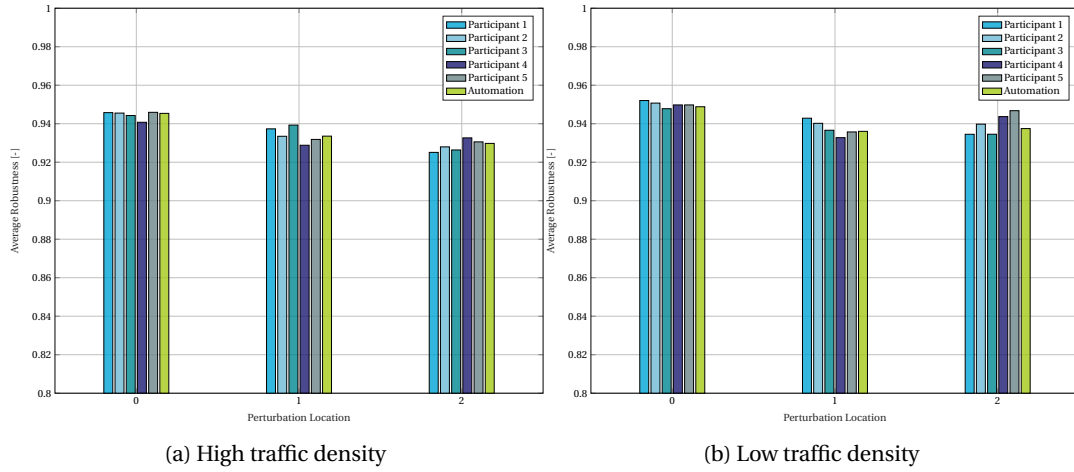 1
0.98
0.96
0.94
0.92
0.9
0.88
0.86
0.84
0.82
0.8
Average Robustness [-]
0 1 2
Perturbation Location
Participant 1
Participant 2
Participant 3
Participant 4
Participant 5
Automation
(a) High traffic density
1
0.98
0.96
0.94
0.92
0.9
0.88
0.86
0.84
0.82
0.8
Average Robustness [-]
0 1 2
Perturbation Location
Participant 1
Participant 2
Participant 3
Participant 4
Participant 5
Automation
(b) Low traffic density